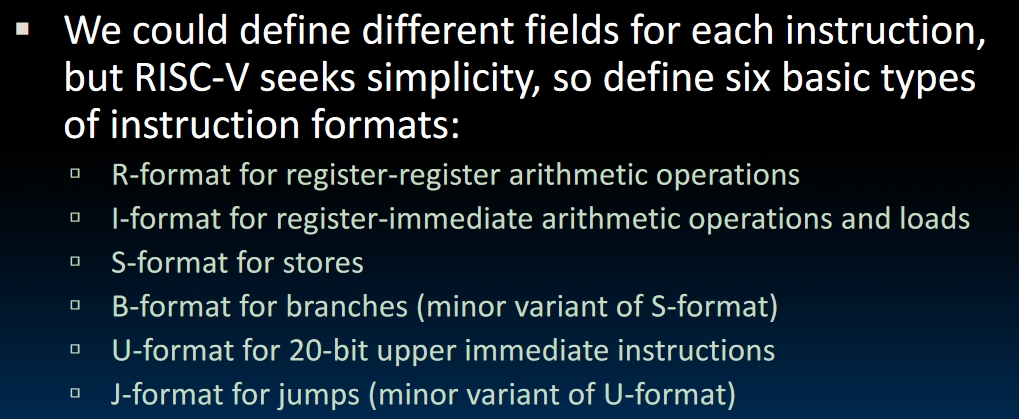 ▪ We could define different fields for each instruction,
but RISC-V seeks simplicity, so define six basic types
of instruction formats:
▫ R-format for register-register arithmetic operations
▫ I-format for register-immediate arithmetic operations and loads
▫ S-format for stores
▫ B-format for branches (minor variant of S-format)
▫ U-format for 20-bit upper immediate instructions
▫ J-format for jumps (minor variant of U-format)